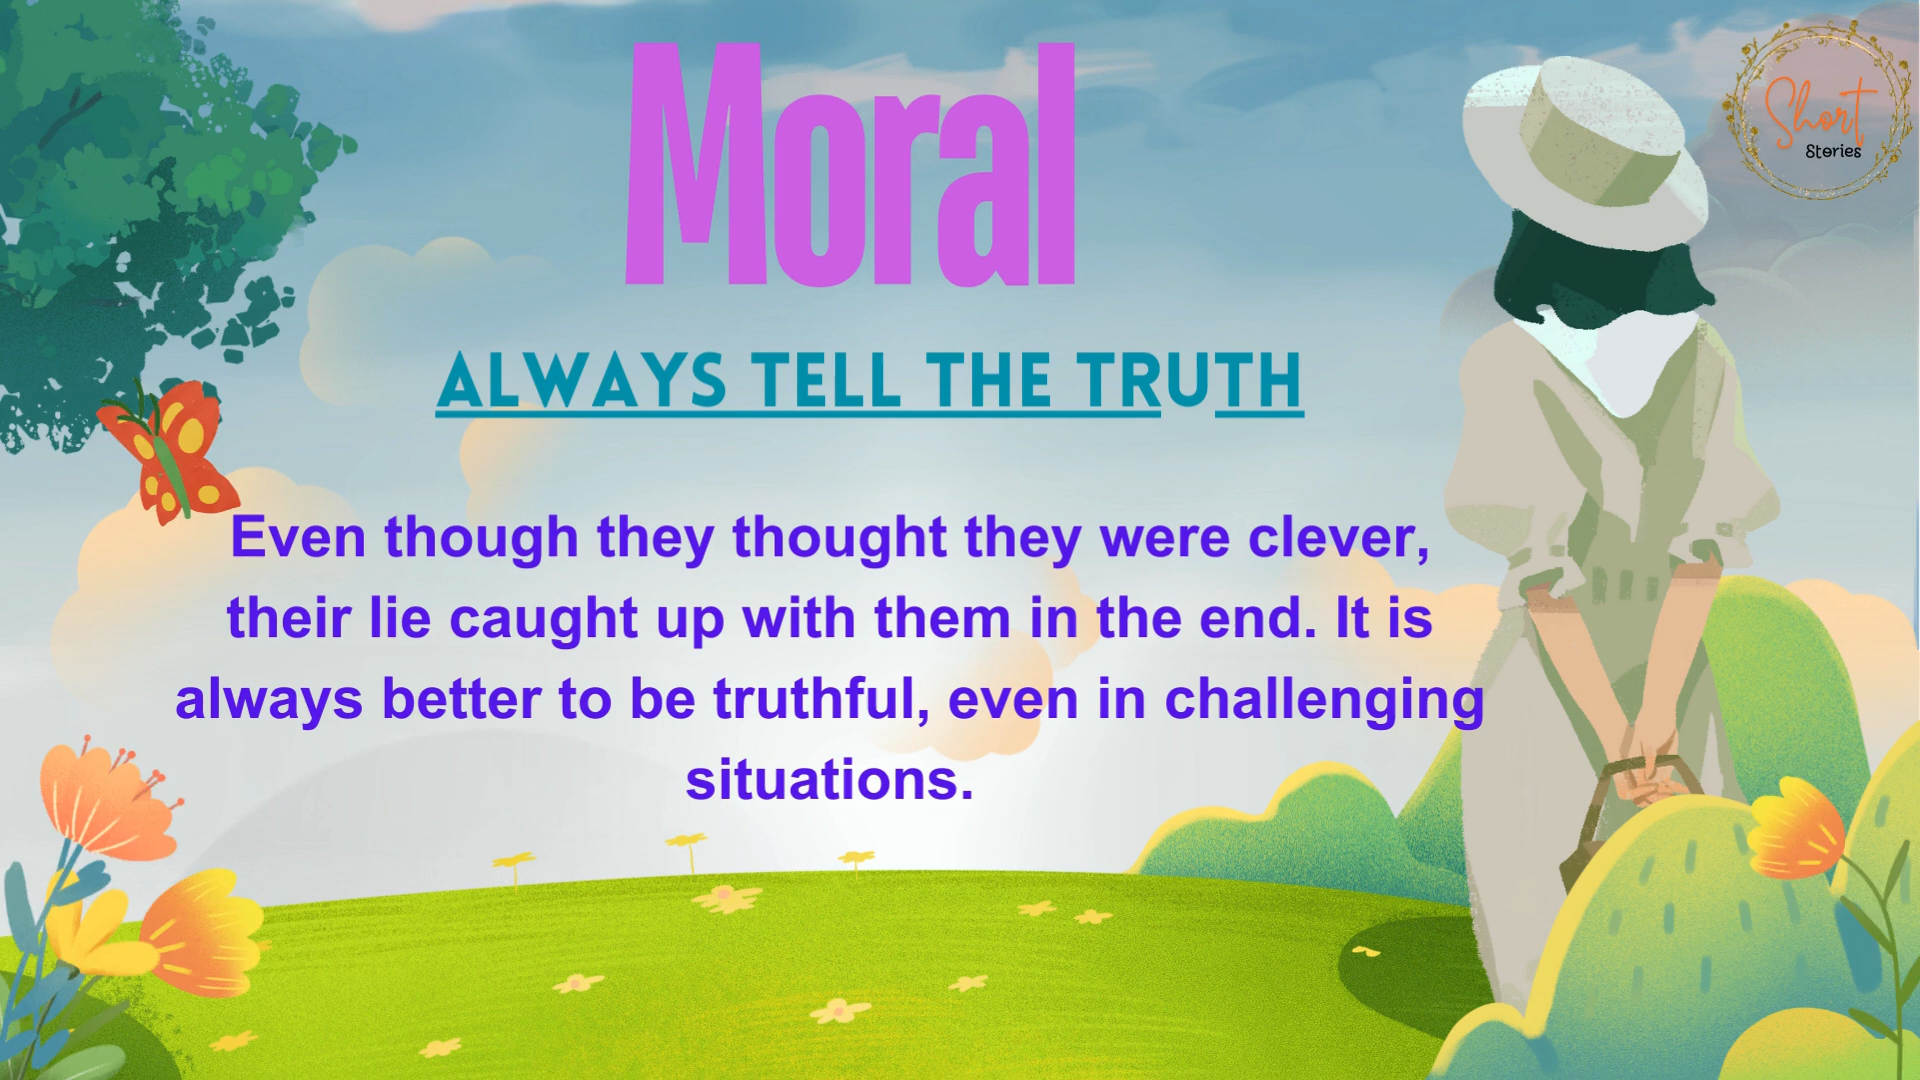 Moral
Short
Stories
ALWAYS TELL THE TRUTH
Even though they thought they were clever,
their lie caught up with them in the end. It is
always better to be truthful, even in challenging
situations.